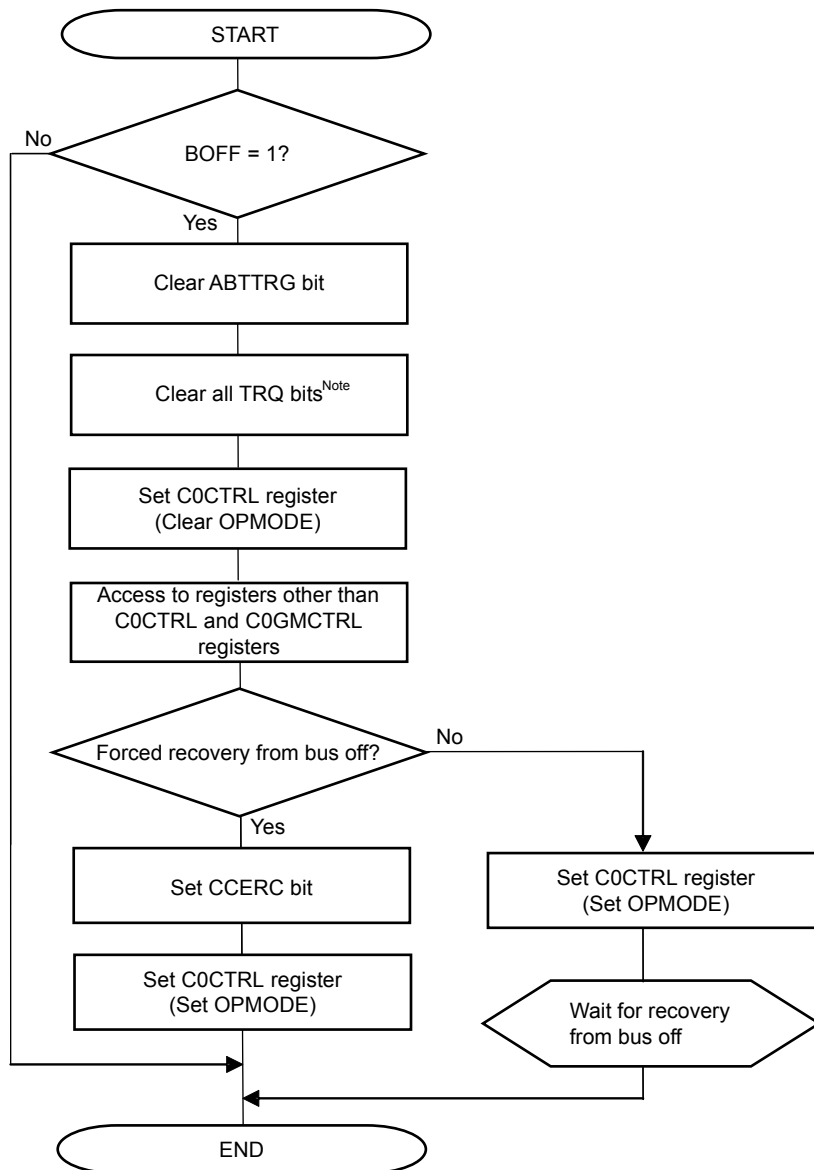 START
No
BOFF = 1?
Yes
Clear ABTTRG bit
Clear all TRQ bitsNote
Set C0CTRL register
(Clear OPMODE)
Access to registers other than
C0CTRL and C0GMCTRL
registers
Forced recovery from bus off?
No
Yes
Set CCERC bit
Set C0CTRL register
(Set OPMODE)
Set C0CTRL register
(Set OPMODE)
Wait for recovery
from bus off
END